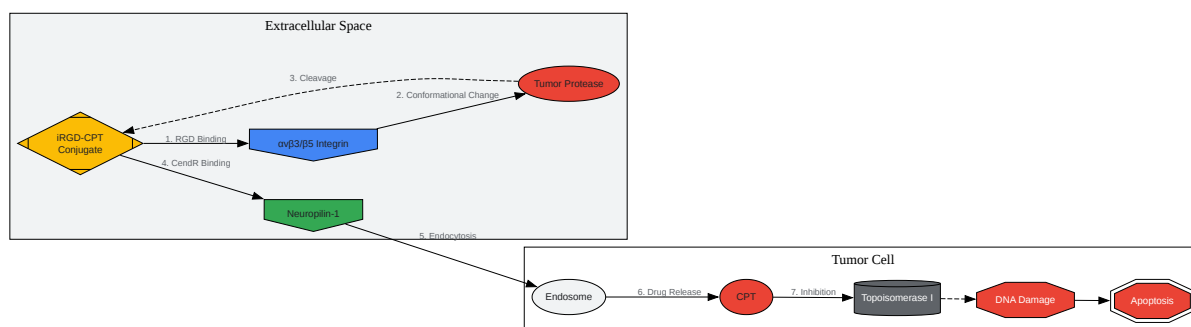 Extracellular Space
3. Cleavage
Tumor Protease
2. Conformational Change
iRGD-CPT
Conjugate
1. RGD Binding
αvβ3/β5 Integrin
4. CendR Binding
Neuropilin-1
5. Endocytosis
Tumor Cell
Endosome
6. Drug Release
CPT
7. Inhibition
Topoisomerase I
DNA Damage
Apoptosis